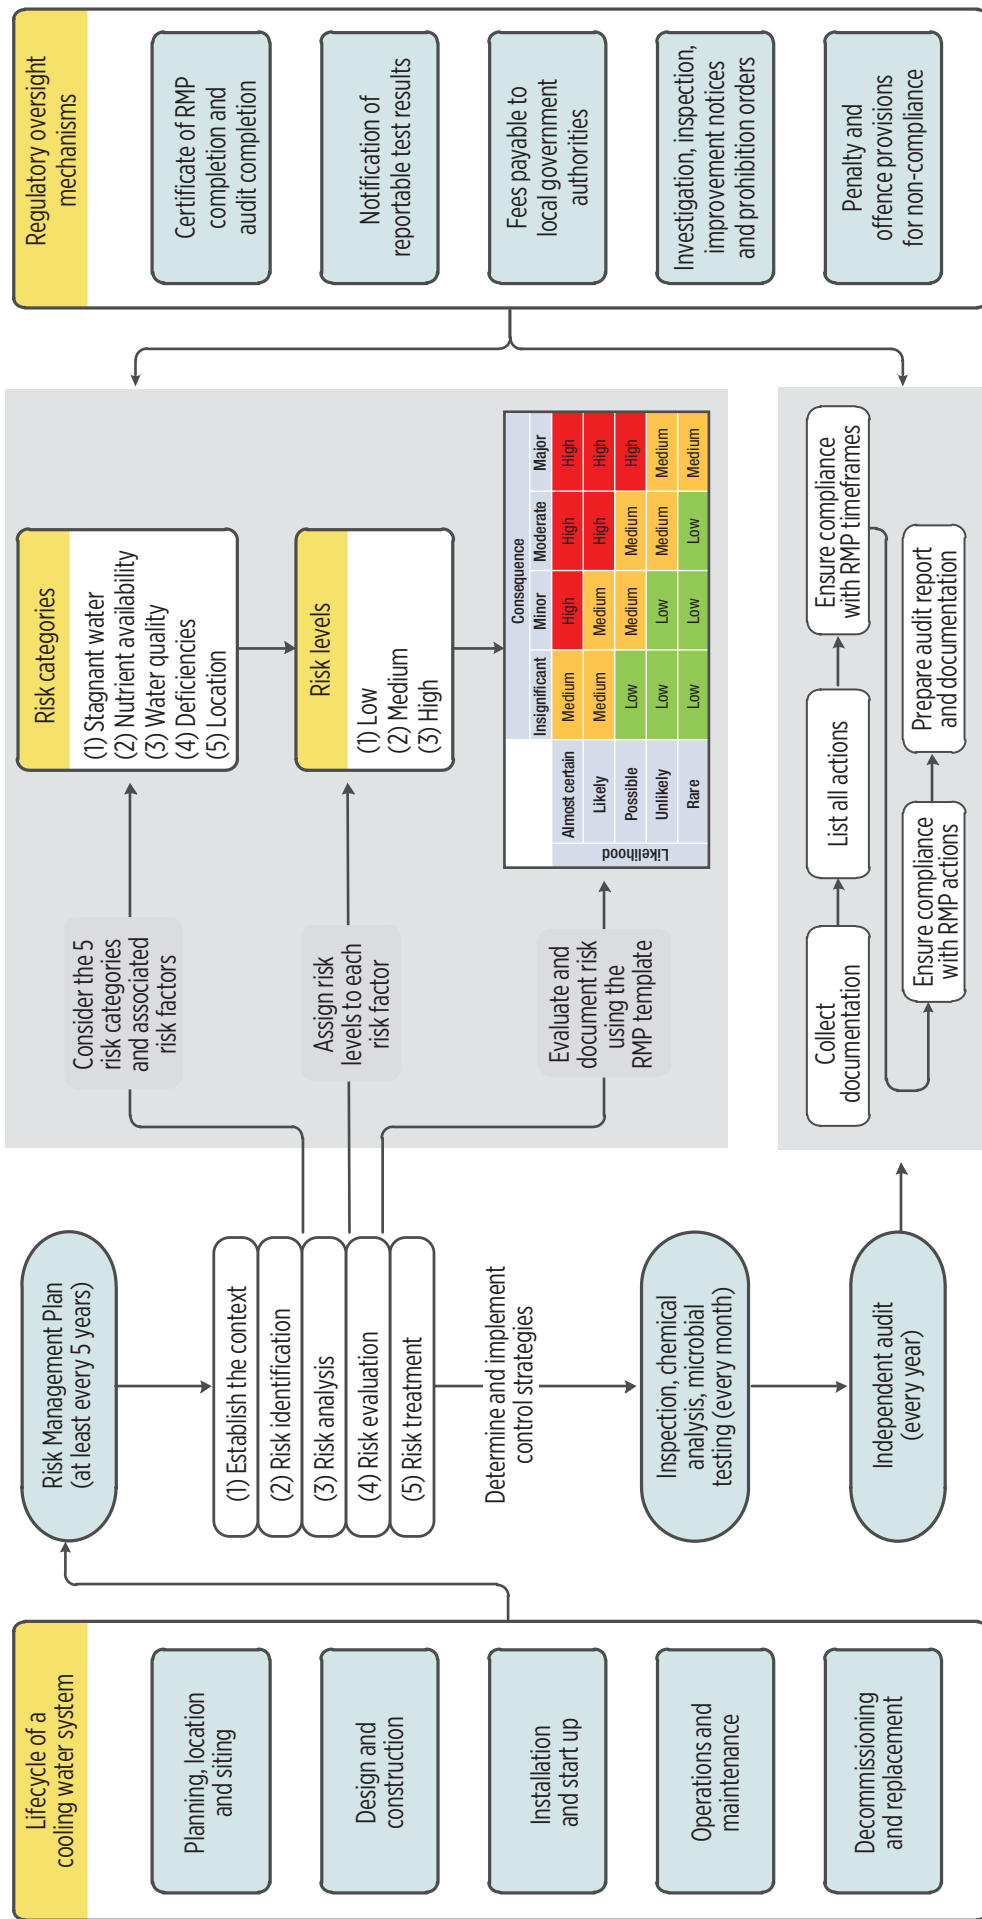 Lifecycle of a
cooling water system
Planning, location
and siting
Design and
construction
Installation
and start up
Operations and
maintenance
Decommissioning
and replacement
Risk Management Plan
(at least every 5 years)
(1) Establish the context
(2) Risk identification
(3) Risk analysis
(4) Risk evaluation
(5) Risk treatment
Determine and implement
control strategies
Inspection, chemical
analysis, microbial
testing (every month)
Independent audit
(every year)
Consider the 5
risk categories
and associated
risk factors
Assign risk
levels to each
risk factor
Evaluate and
document risk
using the
RMP template
Risk categories
(1) Stagnant water
(2) Nutrient availability
(3) Water quality
(4) Deficiencies
(5) Location
Risk levels
(1) Low
(2) Medium
(3) High
Consequence
Insignificant Minor Moderate Major
Likelihood
Almost certain Medium High High High
Likely Medium Medium High High
Possible Low Medium Medium High
Unlikely Low Low Medium Medium
Rare Low Low Low Medium
Collect
documentation
List all actions
Ensure compliance
with RMP timeframes
Ensure compliance
with RMP actions
Prepare audit report
and documentation
Regulatory oversight
mechanisms
Certificate of RMP
completion and
audit completion
Notification of
reportable test results
Fees payable to
local government
authorities
Investigation, inspection,
improvement notices
and prohibition orders
Penalty and
offence provisions
for non-compliance